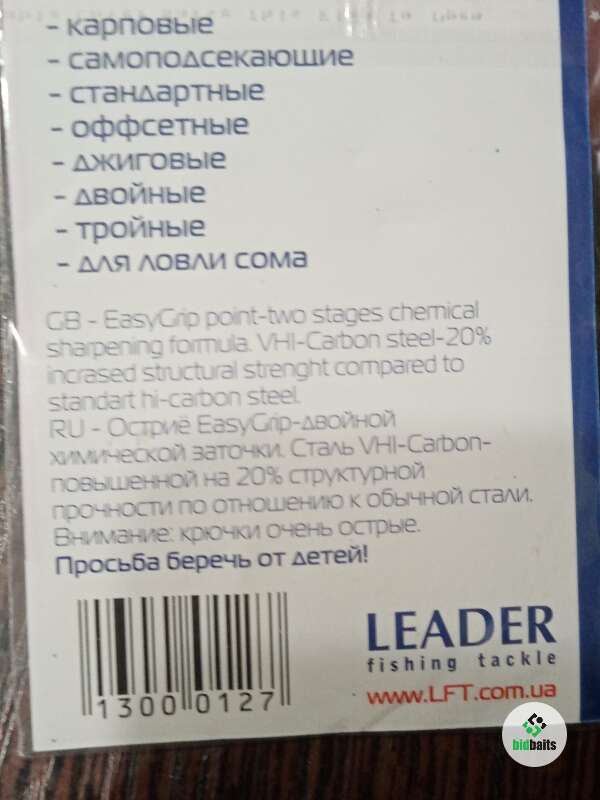 - карповые
- самоподсекающие
- стандартные
- оффсетные
- джиговые
- двойные
- тройные
- для ловли сома
GB - EasyGrip point-two stages chemical
sharpening formula. VHI-Carbon steel-20%
incrased structural strenght compared to
standart hi-carbon steel.
RU - Остриё EasyGrip-двойной
химической заточки. Сталь VHI-Carbon-
повышенной на 20% структурной
прочности по отношению к обычной стали.
Внимание: крючки очень острые.
Просьба беречь от детей!
13000127
LEADER
fishing tackle
www.LFT.com.ua
bidbaits